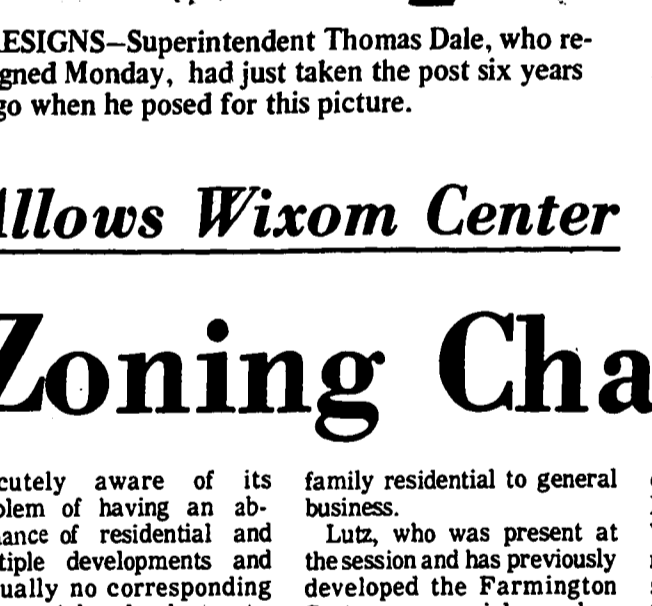 ESIGNS—Superintendent Thomas Dale, who re-
gned Monday, had just taken the post six years
go when he posed for this picture.
llows Wixom Center
Zoning Cha
cutely aware of its
blem of having an ab-
ance of residential and
tiple developments and
ually no corresponding
family residential to general
business.
Lutz, who was present at
the session and has previously
developed the Farmington